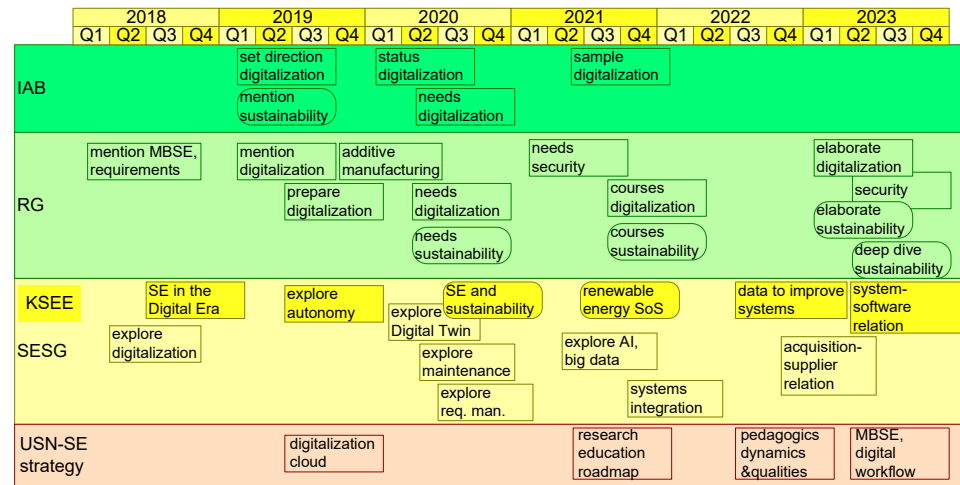 2018 2019 2020 2021 2022 2023
Q1 Q2 Q3 Q4 Q1 Q2 Q3 Q4 Q1 Q2 Q3 Q4 Q1 Q2 Q3 Q4 Q1 Q2 Q3 Q4 Q1 Q2 Q3 Q4
IAB
set direction
digitalization
status
digitalization
sample
digitalization
mention
sustainability
needs
digitalization
RG
mention MBSE,
requirements
mention
digitalization
additive
manufacturing
needs
security
elaborate
digitalization
prepare
digitalization
needs
digitalization
courses
digitalization
security
needs
sustainability
courses
sustainability
elaborate
sustainability
deep dive
sustainability
KSEE
SE in the
Digital Era
explore
autonomy
SE and
sustainability
renewable
energy SoS
data to improve
systems
system-
software
relation
SESG
explore
digitalization
explore
Digital Twin
explore AI,
big data
acquisition-
supplier
relation
explore
maintenance
explore
req. man.
systems
integration
USN-SE
strategy
digitalization
cloud
research
education
roadmap
pedagogics
dynamics
&qualities
MBSE,
digital
workflow